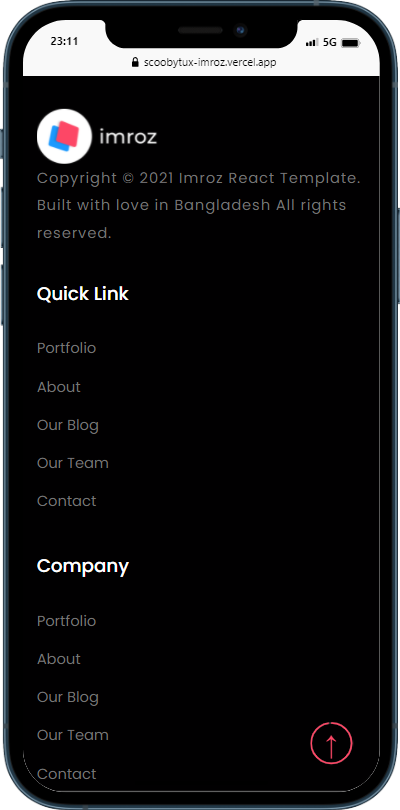 23:11
5G
scoobytux-imroz.vercel.app
imroz
Copyright © 2021 Imroz React Template.
Built with love in Bangladesh All rights
reserved.
Quick Link
Portfolio
About
Our Blog
Our Team
Contact
Company
Portfolio
About
Our Blog
Our Team
Contact